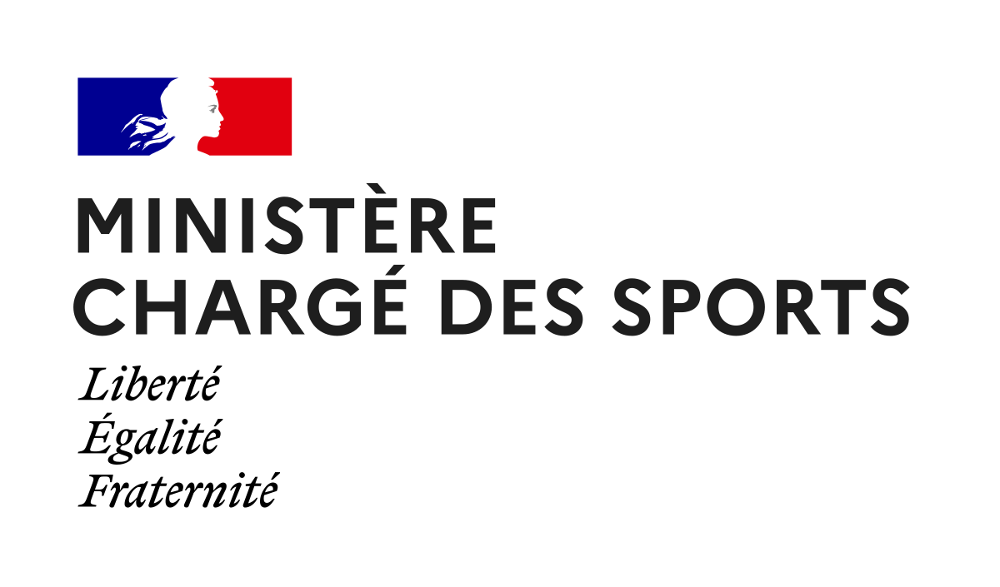 MINISTÈRE
CHARGÉ DES SPORTS
Liberté
Égalité
Fraternité